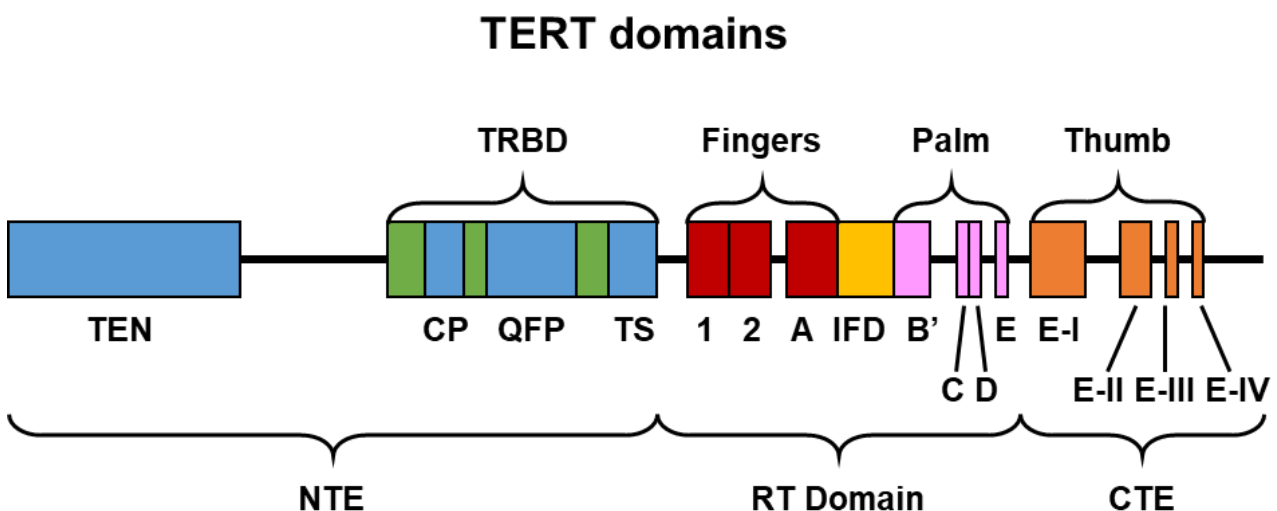 TERT domains
TRBD Fingers Palm Thumb
TEN CP QFP TS 1 2 A IFD B’ E E-I
C D E-II E-III E-IV
NTE RT Domain CTE